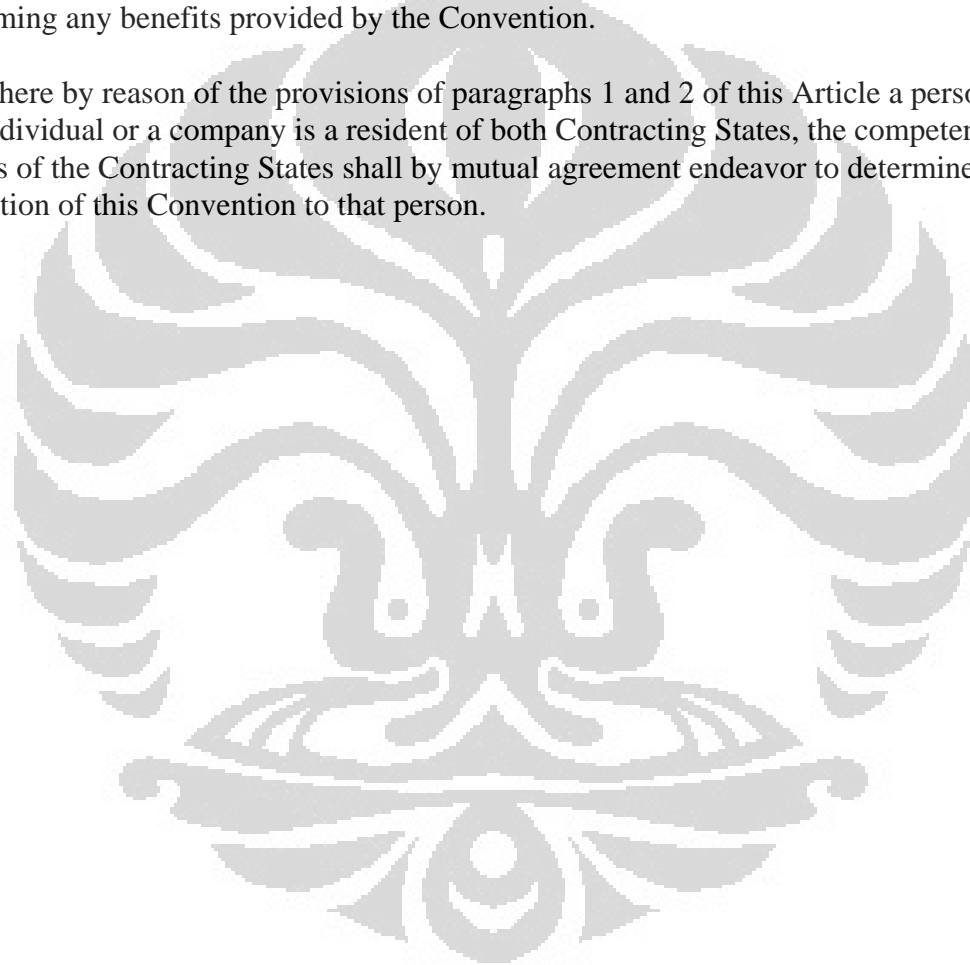 ming any benefits provided by the Convention.
here by reason of the provisions of paragraphs 1 and 2 of this Article a perso
dividual or a company is a resident of both Contracting States, the competen
s of the Contracting States shall by mutual agreement endeavor to determine
tion of this Convention to that person.